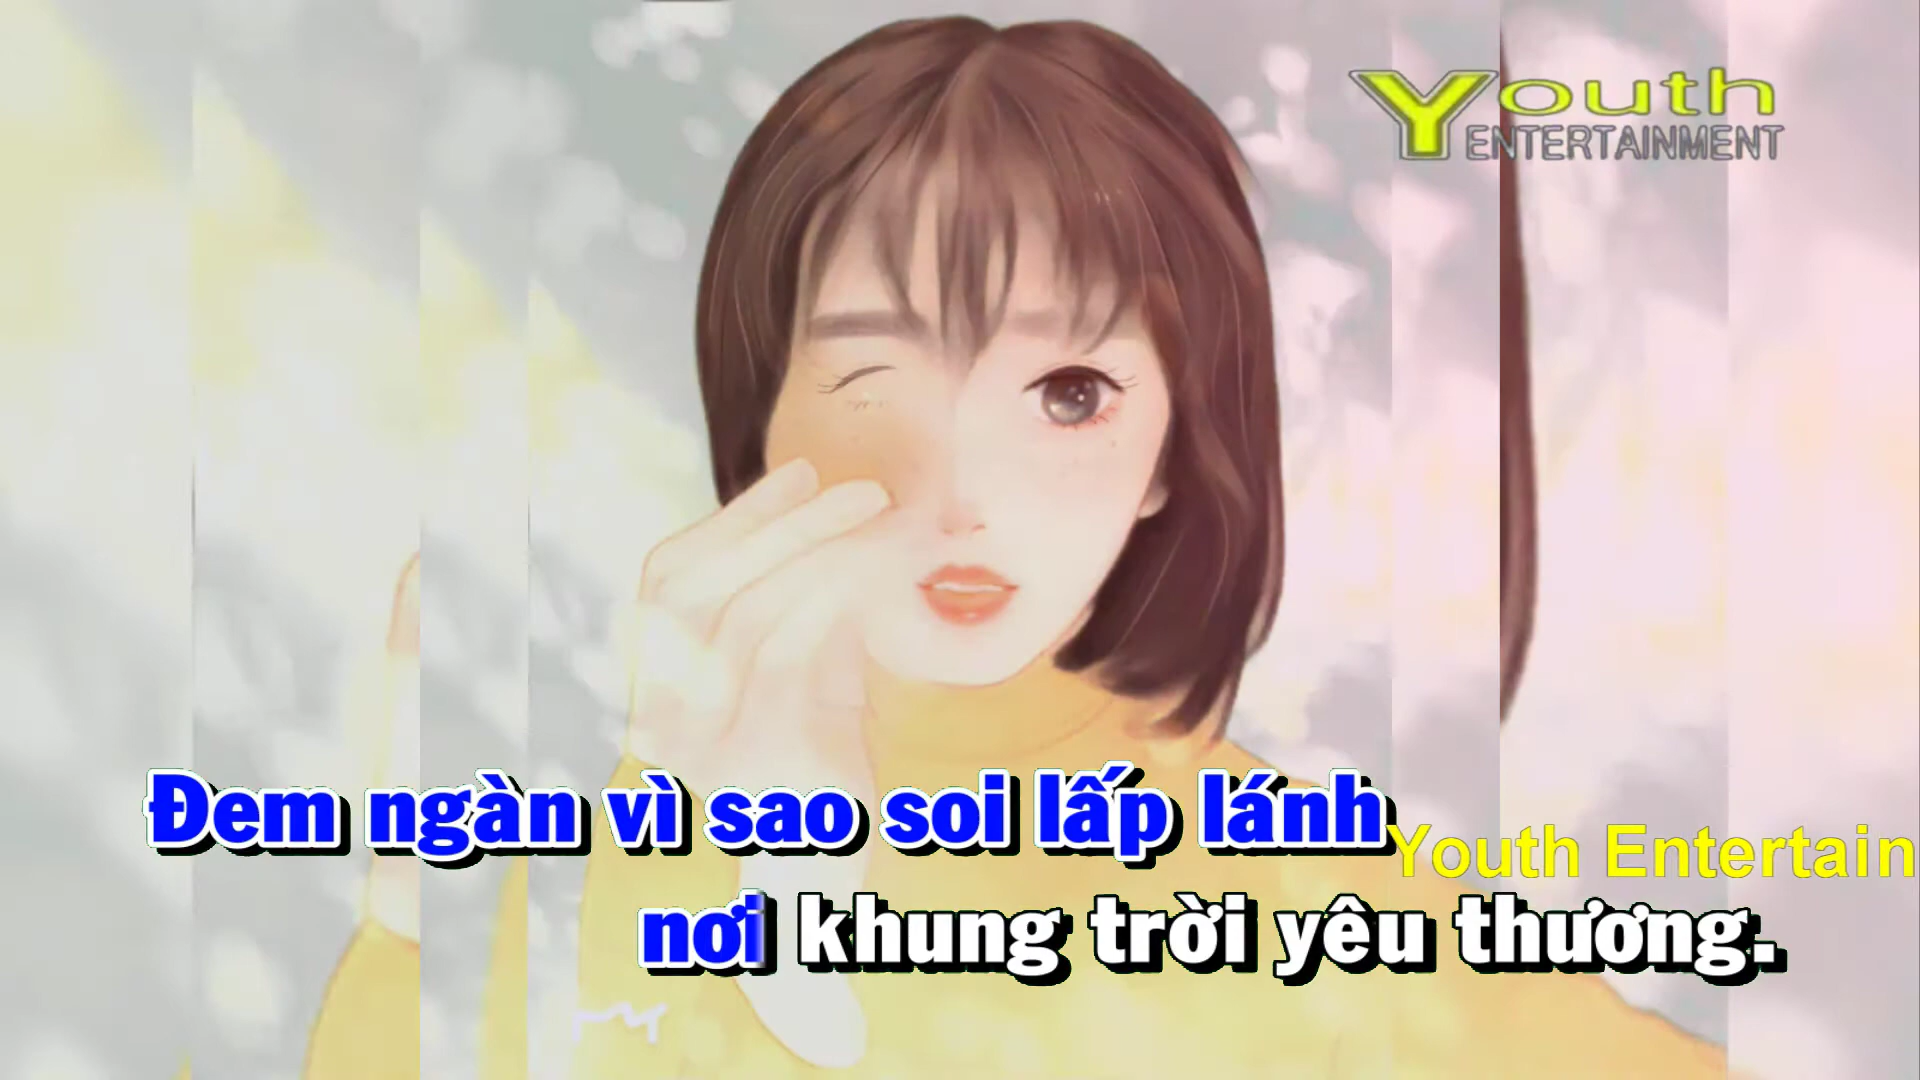 Youth
ENTERTAINMENT
Đem ngàn vì sao soi lấp lánh
Youth Entertain
nơi khung trời yêu thương.